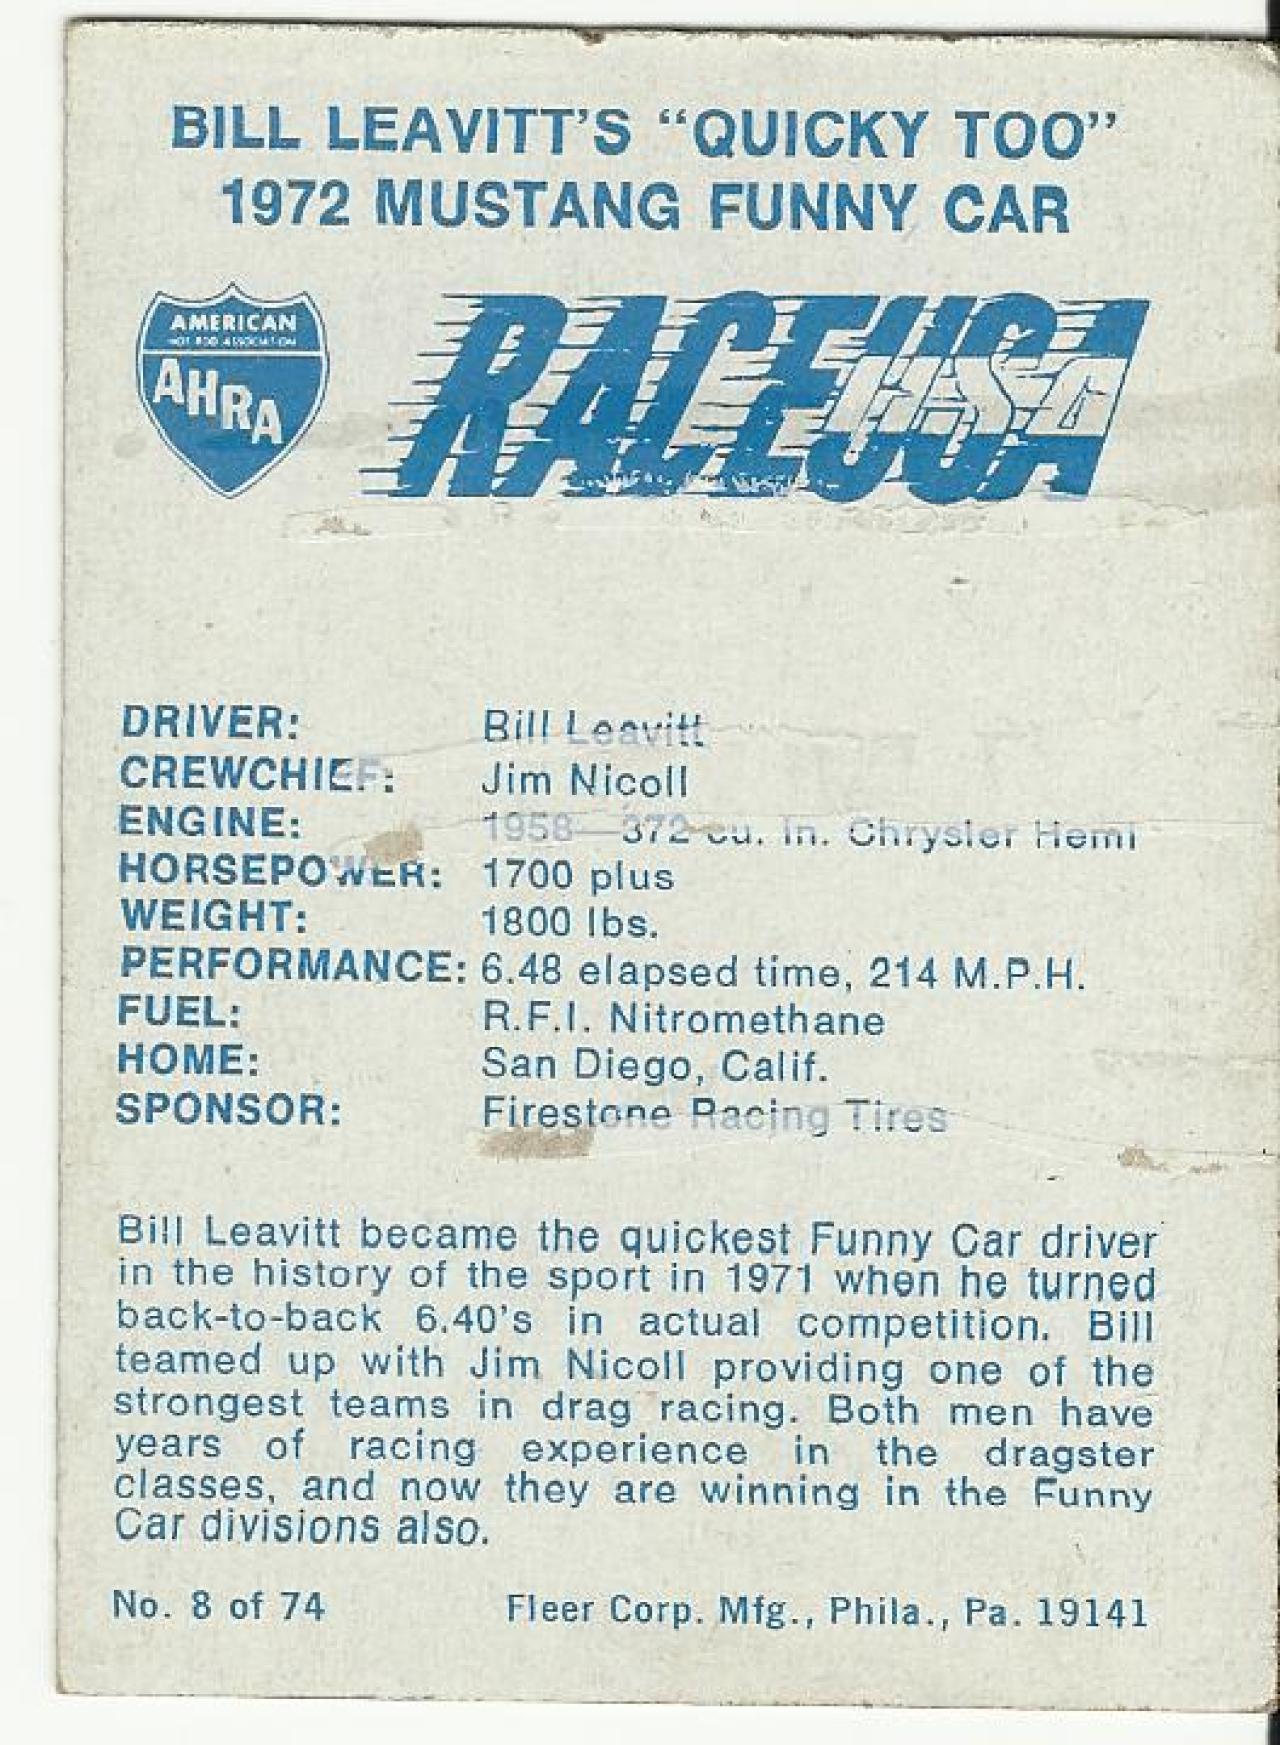 BILL LEAVITT'S “QUICKY TOO”
1972 MUSTANG FUNNY CAR
AMERICAN
HOT ROD ASSOCIATION
AHRA
RACE USA
USA
DRIVER: Bill Leavitt
CREWCHIEF: Jim Nicoll
ENGINE: 1958—372 cu. in. Chrysler Hemi
HORSEPOWER: 1700 plus
WEIGHT: 1800 lbs.
PERFORMANCE: 6.48 elapsed time, 214 M.P.H.
FUEL: R.F.I. Nitromethane
HOME: San Diego, Calif.
SPONSOR: Firestone Racing Tires
Bill Leavitt became the quickest Funny Car driver
in the history of the sport in 1971 when he turned
back-to-back 6.40's in actual competition. Bill
teamed up with Jim Nicoll providing one of the
strongest teams in drag racing. Both men have
years of racing experience in the dragster
classes, and now they are winning in the Funny
Car divisions also.
No. 8 of 74 Fleer Corp. Mfg., Phila., Pa. 19141